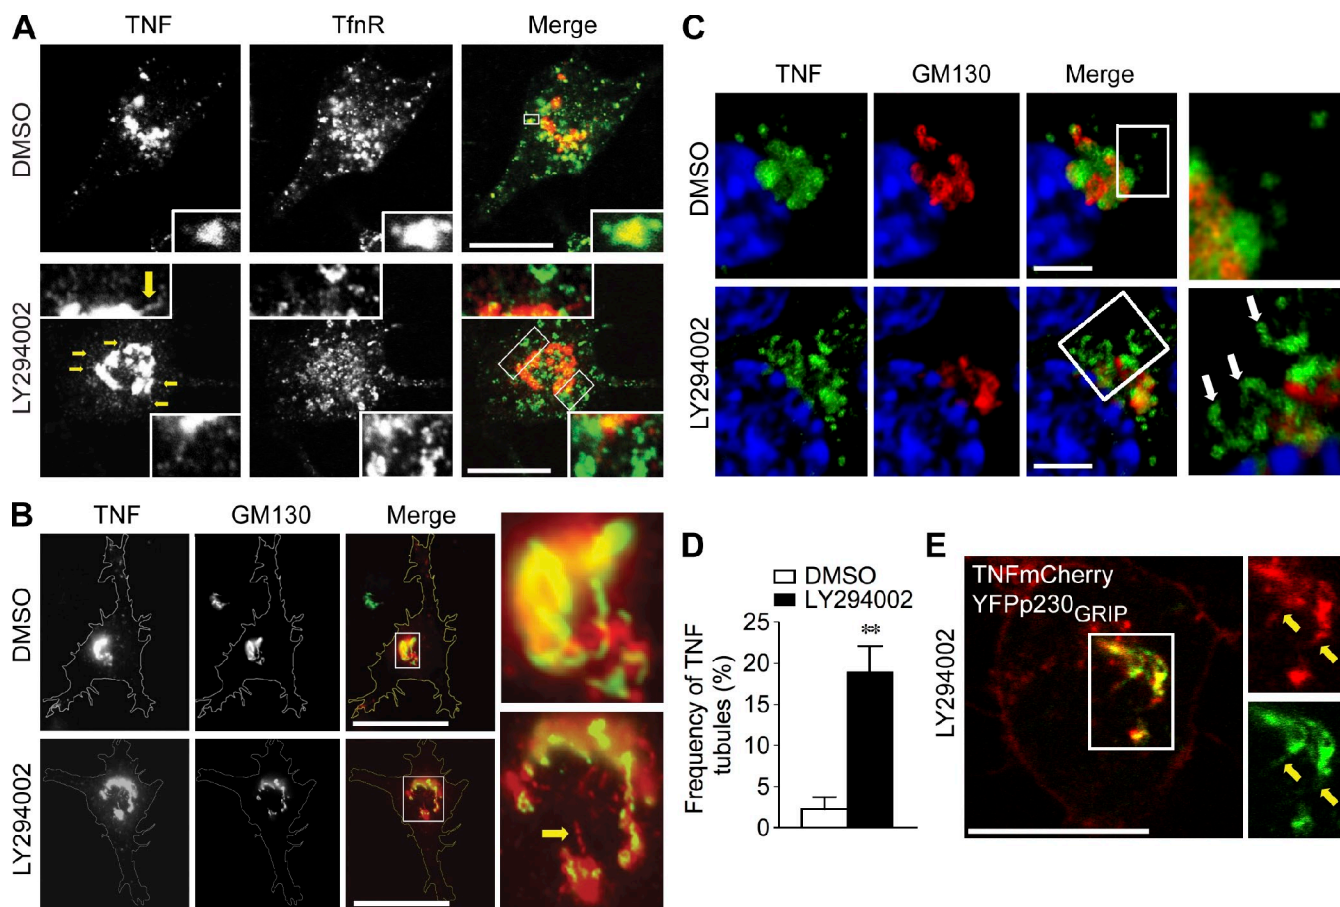 A
TNF TfnR Merge
DMSO
LY294002
B
TNF GM130 Merge
DMSO
LY294002
C
TNF GM130 Merge
DMSO
LY294002
D
DMSO
LY294002
Frequency of TNF
tubules (%)
25
20
15
10
5
0
**
E
LY294002
TNFmCherry
YFPp230GRIP